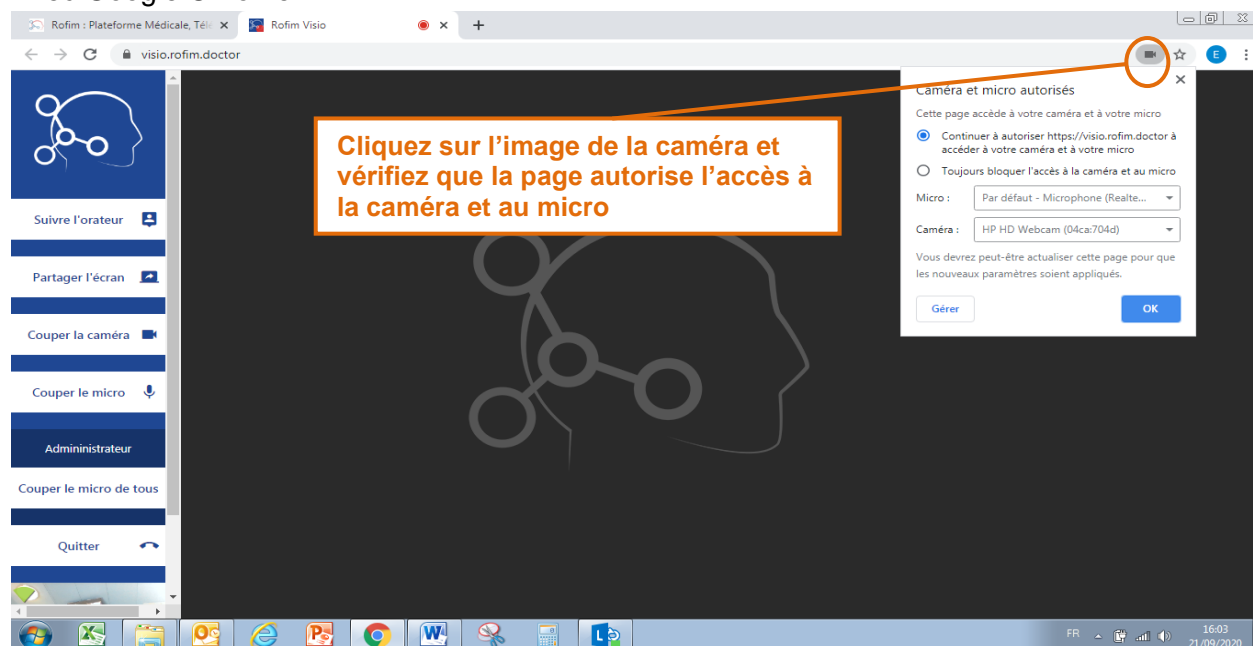 Rofim : Plateforme Médicale, Télé
Rofim Visio
visio.rofim.doctor
E
Caméra et micro autorisés
Cette page accède à votre caméra et à votre micro
Continuer à autoriser https://visio.rofim.doctor à
accéder à votre caméra et à votre micro
Toujours bloquer l'accès à la caméra et au micro
Micro :
Par défaut - Microphone (Realte...
Caméra :
HP HD Webcam (04ca:704d)
Vous devrez peut-être actualiser cette page pour que
les nouveaux paramètres soient appliqués.
Gérer
OK
Cliquez sur l’image de la caméra et
vérifiez que la page autorise l’accès à
la caméra et au micro
Suivre l'orateur
Partager l'écran
Couper la caméra
Couper le micro
Admininistrateur
Couper le micro de tous
Quitter
FR
16:03
21/09/2020